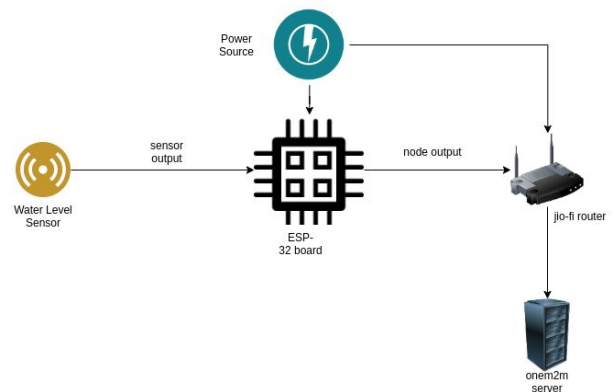 Power
Source
sensor
output
node output
Water Level
Sensor
ESP-
32 board
jio-fi router
onem2m
server